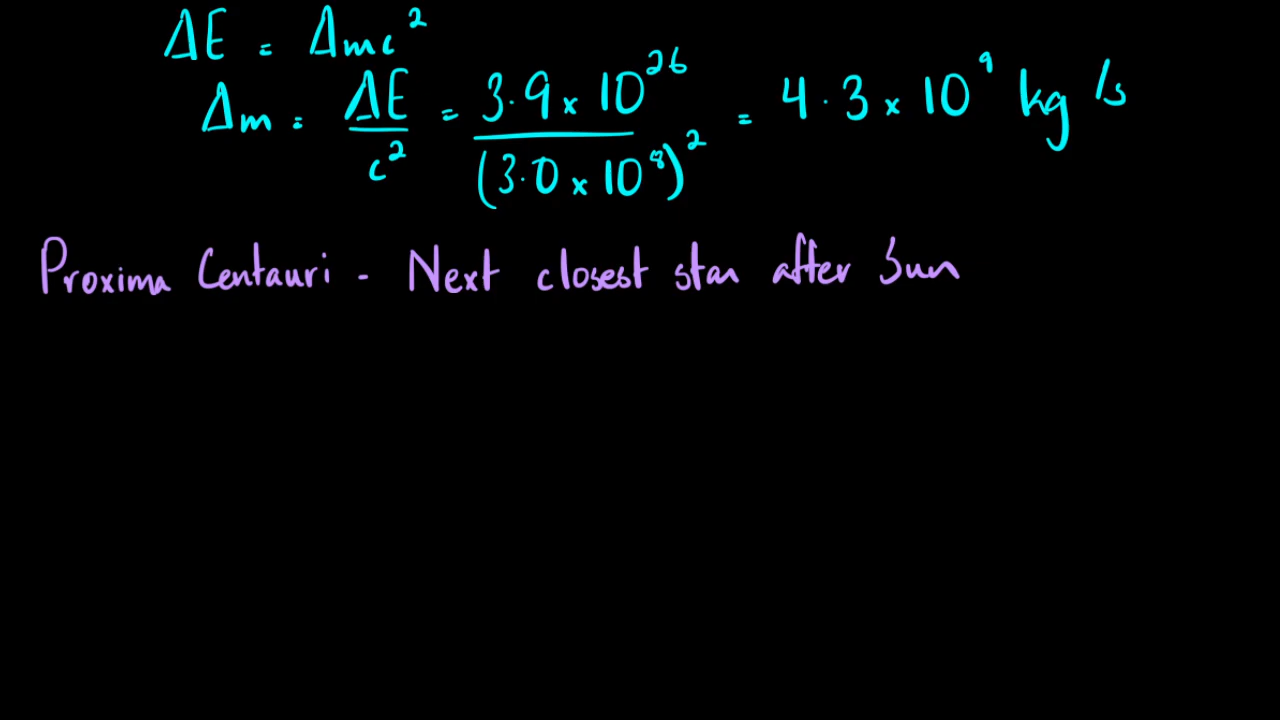 ΔE = Δmc²
Δm = ΔE/c² = 3.9 × 10²⁶/(3.0 × 10⁸)² = 4.3 × 10⁹ kg/s
Proxima Centauri - Next closest star after Sun